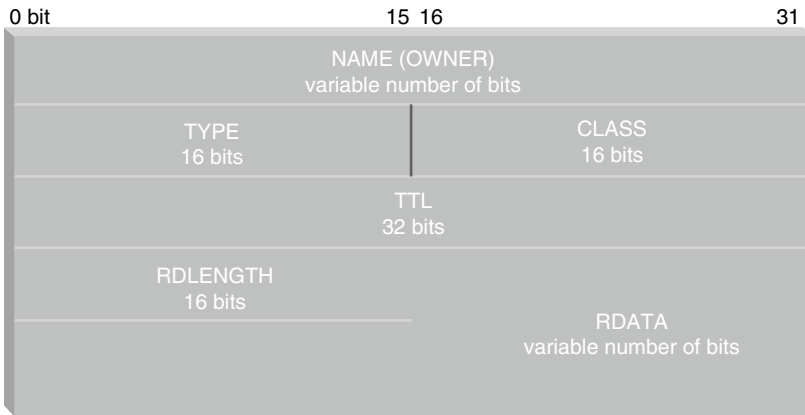 0 bit 15 16 31
NAME (OWNER)
variable number of bits
TYPE CLASS
16 bits 16 bits
TTL
32 bits
RDLENGTH
16 bits
RDATA
variable number of bits